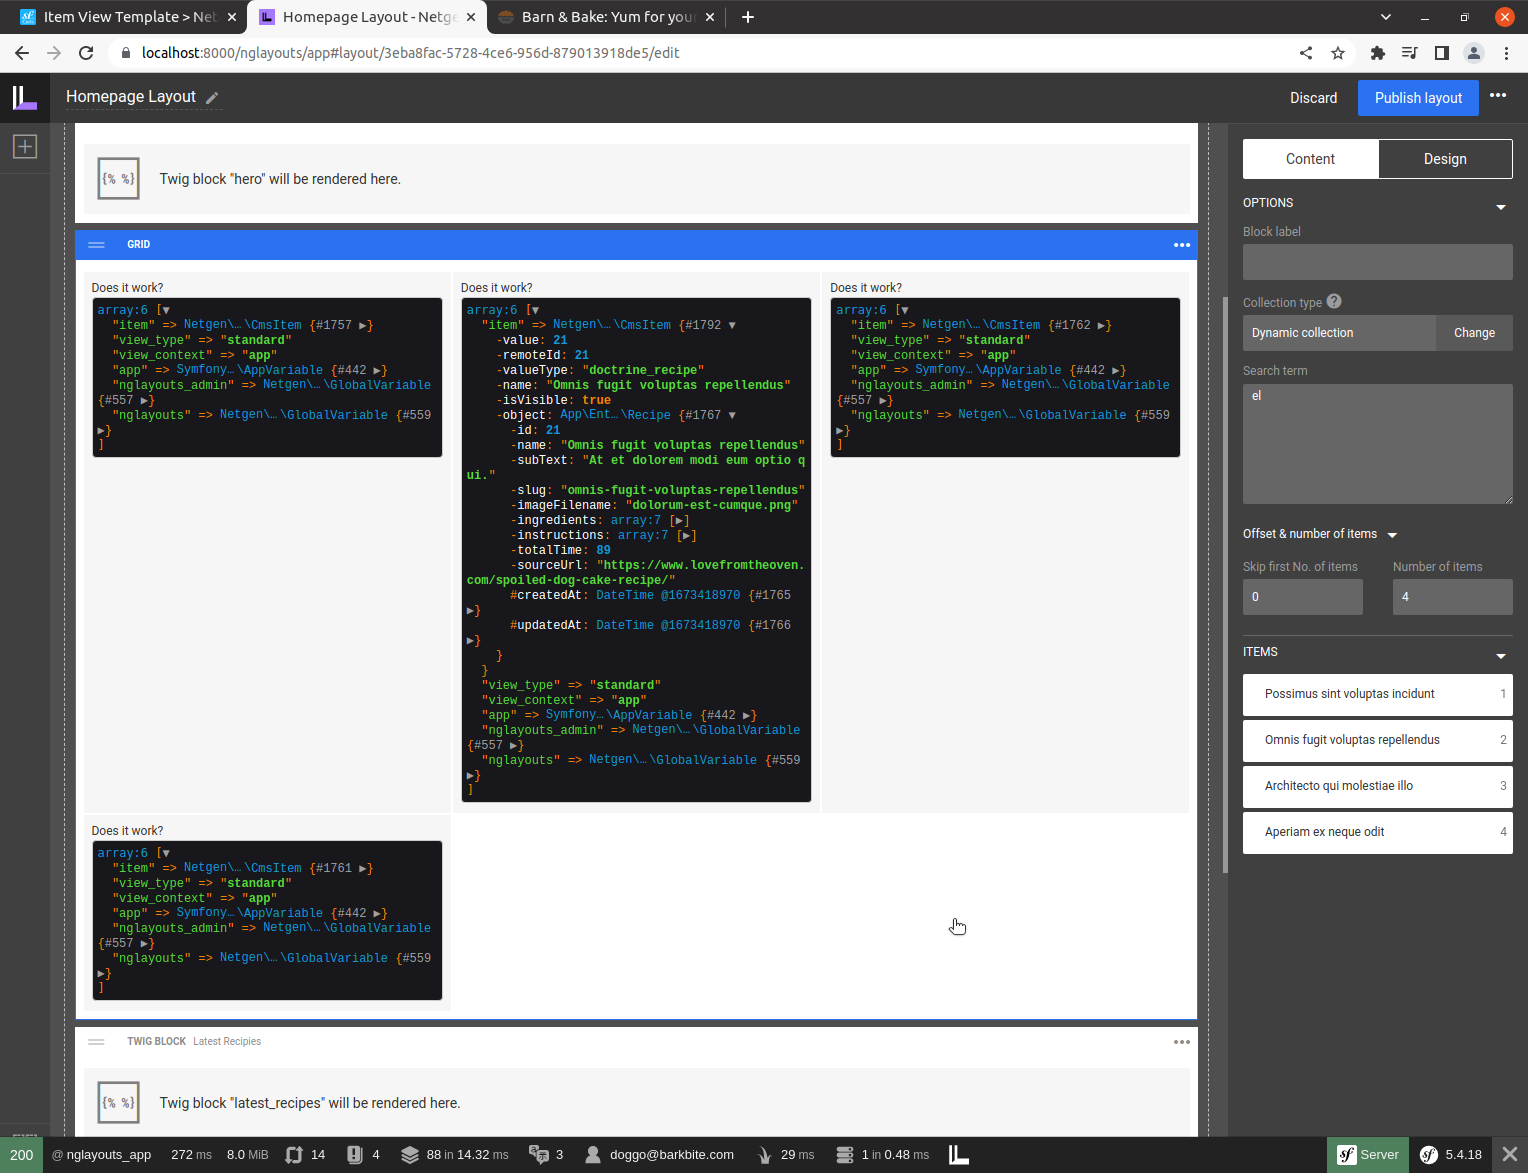 Item View Template > Net
Homepage Layout - Netge
Barn & Bake: Yum for your
localhost:8000/nglayouts/app#layout/3eba8fac-5728-4ce6-956d-879013918de5/edit
Homepage Layout
Discard
Publish layout
{% %}
Twig block "hero" will be rendered here.
GRID
Does it work?
array:6 [▼
"item" => Netgen\…\CmsItem {#1757 ▶}
"view_type" => "standard"
"view_context" => "app"
"app" => Symfony…\AppVariable {#442 ▶}
"nglayouts_admin" => Netgen\…\GlobalVariable
{#557 ▶}
"nglayouts" => Netgen\…\GlobalVariable {#559
▶}
]
Does it work?
array:6 [▼
"item" => Netgen\…\CmsItem {#1792 ▼
-value: 21
-remoteId: 21
-valueType: "doctrine_recipe"
-name: "Omnis fugit voluptas repellendus"
-isVisible: true
-object: App\Ent…\Recipe {#1767 ▼
-id: 21
-name: "Omnis fugit voluptas repellendus"
-subText: "At et dolorem modi eum optio q
ui."
-slug: "omnis-fugit-voluptas-repellendus"
-imageFilename: "dolorum-est-cumque.png"
-ingredients: array:7 [▶]
-instructions: array:7 [▶]
-totalTime: 89
-sourceUrl: "https://www.lovefromtheoven.
com/spoiled-dog-cake-recipe/"
#createdAt: DateTime @1673418970 {#1765
▶}
#updatedAt: DateTime @1673418970 {#1766
▶}
}
}
"view_type" => "standard"
"view_context" => "app"
"app" => Symfony…\AppVariable {#442 ▶}
"nglayouts_admin" => Netgen\…\GlobalVariable
{#557 ▶}
"nglayouts" => Netgen\…\GlobalVariable {#559
▶}
]
Does it work?
array:6 [▼
"item" => Netgen\…\CmsItem {#1762 ▶}
"view_type" => "standard"
"view_context" => "app"
"app" => Symfony…\AppVariable {#442 ▶}
"nglayouts_admin" => Netgen\…\GlobalVariable
{#557 ▶}
"nglayouts" => Netgen\…\GlobalVariable {#559
▶}
]
Does it work?
array:6 [▼
"item" => Netgen\…\CmsItem {#1761 ▶}
"view_type" => "standard"
"view_context" => "app"
"app" => Symfony…\AppVariable {#442 ▶}
"nglayouts_admin" => Netgen\…\GlobalVariable
{#557 ▶}
"nglayouts" => Netgen\…\GlobalVariable {#559
▶}
]
TWIG BLOCK Latest Recipies
{% %}
Twig block "latest_recipes" will be rendered here.
Content
Design
OPTIONS
Block label
Collection type ?
Dynamic collection
Change
Search term
el
Offset & number of items
Skip first No. of items
Number of items
0
4
ITEMS
Possimus sint voluptas incidunt 1
Omnis fugit voluptas repellendus 2
Architecto qui molestiae illo 3
Aperiam ex neque odit 4
200 @ nglayouts_app 272 ms 8.0 MiB 14 4 88 in 14.32 ms 3 doggo@barkbite.com 29 ms 1 in 0.48 ms sf Server sf 5.4.18